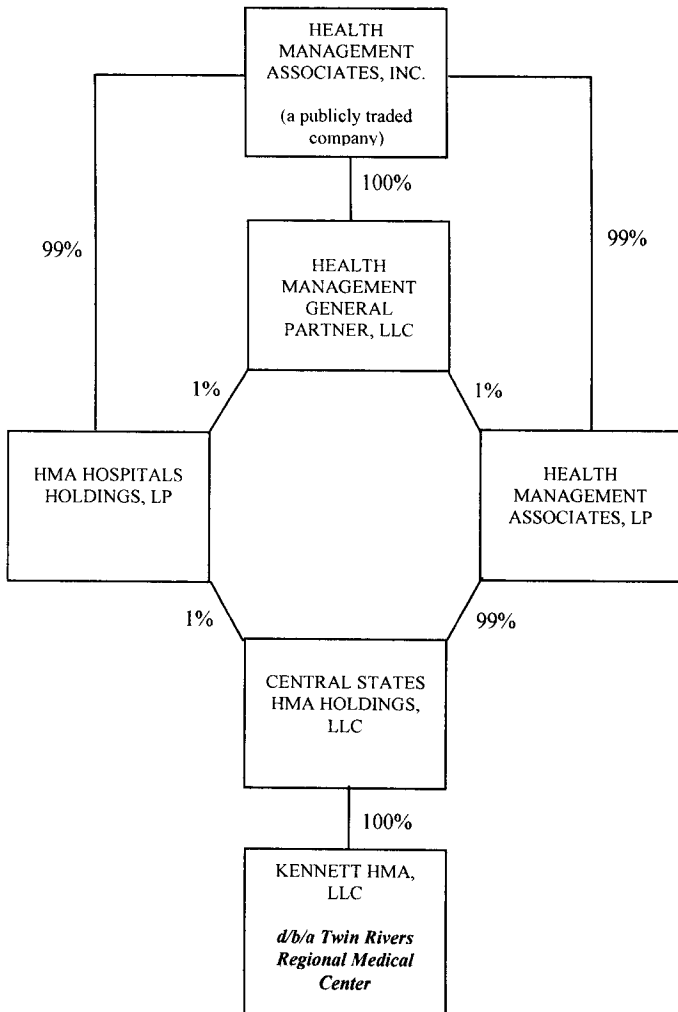 HEALTH
MANAGEMENT
ASSOCIATES, INC.
(a publicly traded
company)
100%
99%
99%
HEALTH
MANAGEMENT
GENERAL
PARTNER, LLC
1%
1%
HMA HOSPITALS
HOLDINGS, LP
HEALTH
MANAGEMENT
ASSOCIATES, LP
1%
99%
CENTRAL STATES
HMA HOLDINGS,
LLC
100%
KENNETT HMA,
LLC
d/b/a Twin Rivers
Regional Medical
Center